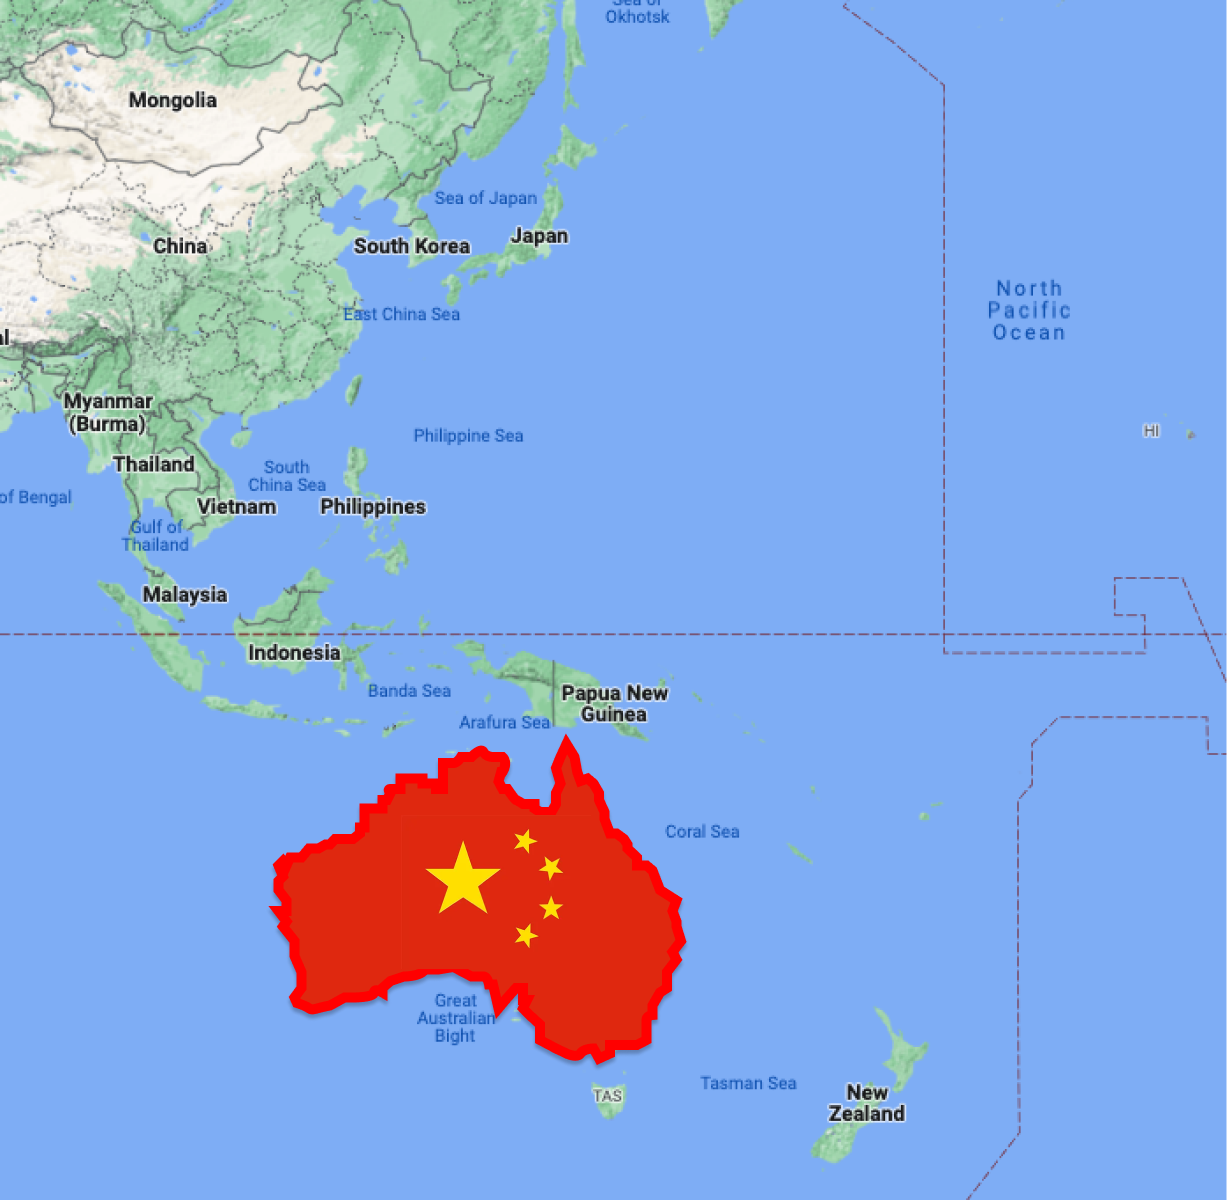 Sea of
Okhotsk
Mongolia
Sea of Japan
China
South Korea
Japan
North
Pacific
Ocean
East China Sea
al
Myanmar
(Burma)
Philippine Sea
HI
Thailand
South
China Sea
of Bengal
Vietnam
Philippines
Gulf of
Thailand
Malaysia
Indonesia
Banda Sea
Papua New
Guinea
Arafura Sea
Coral Sea
Great
Australian
Bight
Tasman Sea
TAS
New
Zealand